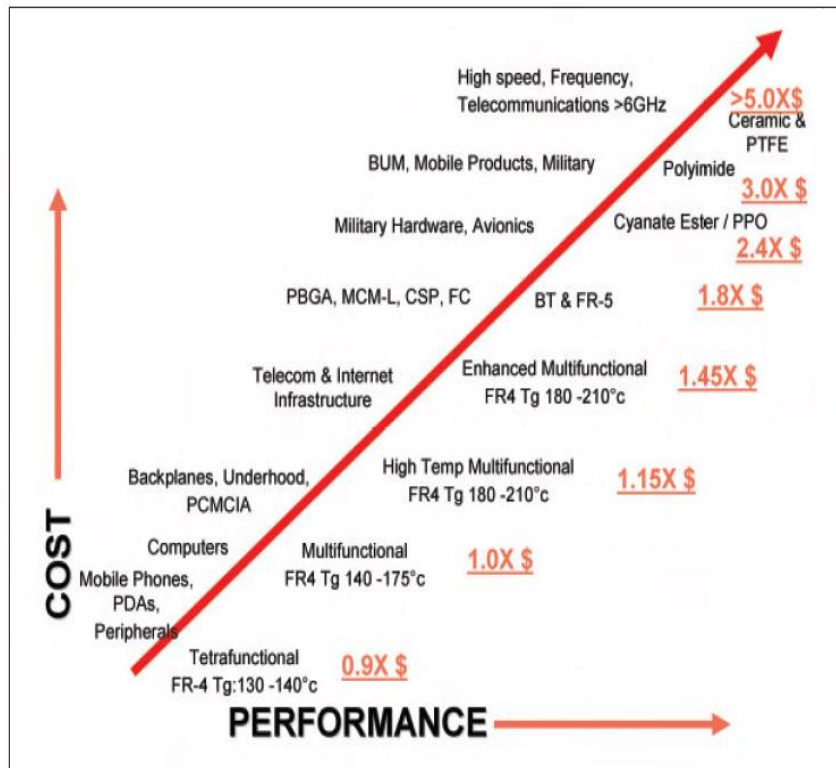 High speed, Frequency,
Telecommunications >6GHz
>5.0X$
Ceramic &
PTFE
BUM, Mobile Products, Military
Polyimide
3.0X $
Military Hardware, Avionics
Cyanate Ester / PPO
2.4X $
PBGA, MCM-L, CSP, FC
BT & FR-5
1.8X $
Telecom & Internet
Infrastructure
Enhanced Multifunctional
FR4 Tg 180 -210°c
1.45X $
Backplanes, Underhood,
PCMCIA
High Temp Multifunctional
FR4 Tg 180 -210°c
1.15X $
Computers
Multifunctional
FR4 Tg 140 -175°c
1.0X $
Mobile Phones,
PDAs,
Peripherals
Tetrafunctional
FR-4 Tg:130 -140°c
0.9X $
COST
PERFORMANCE